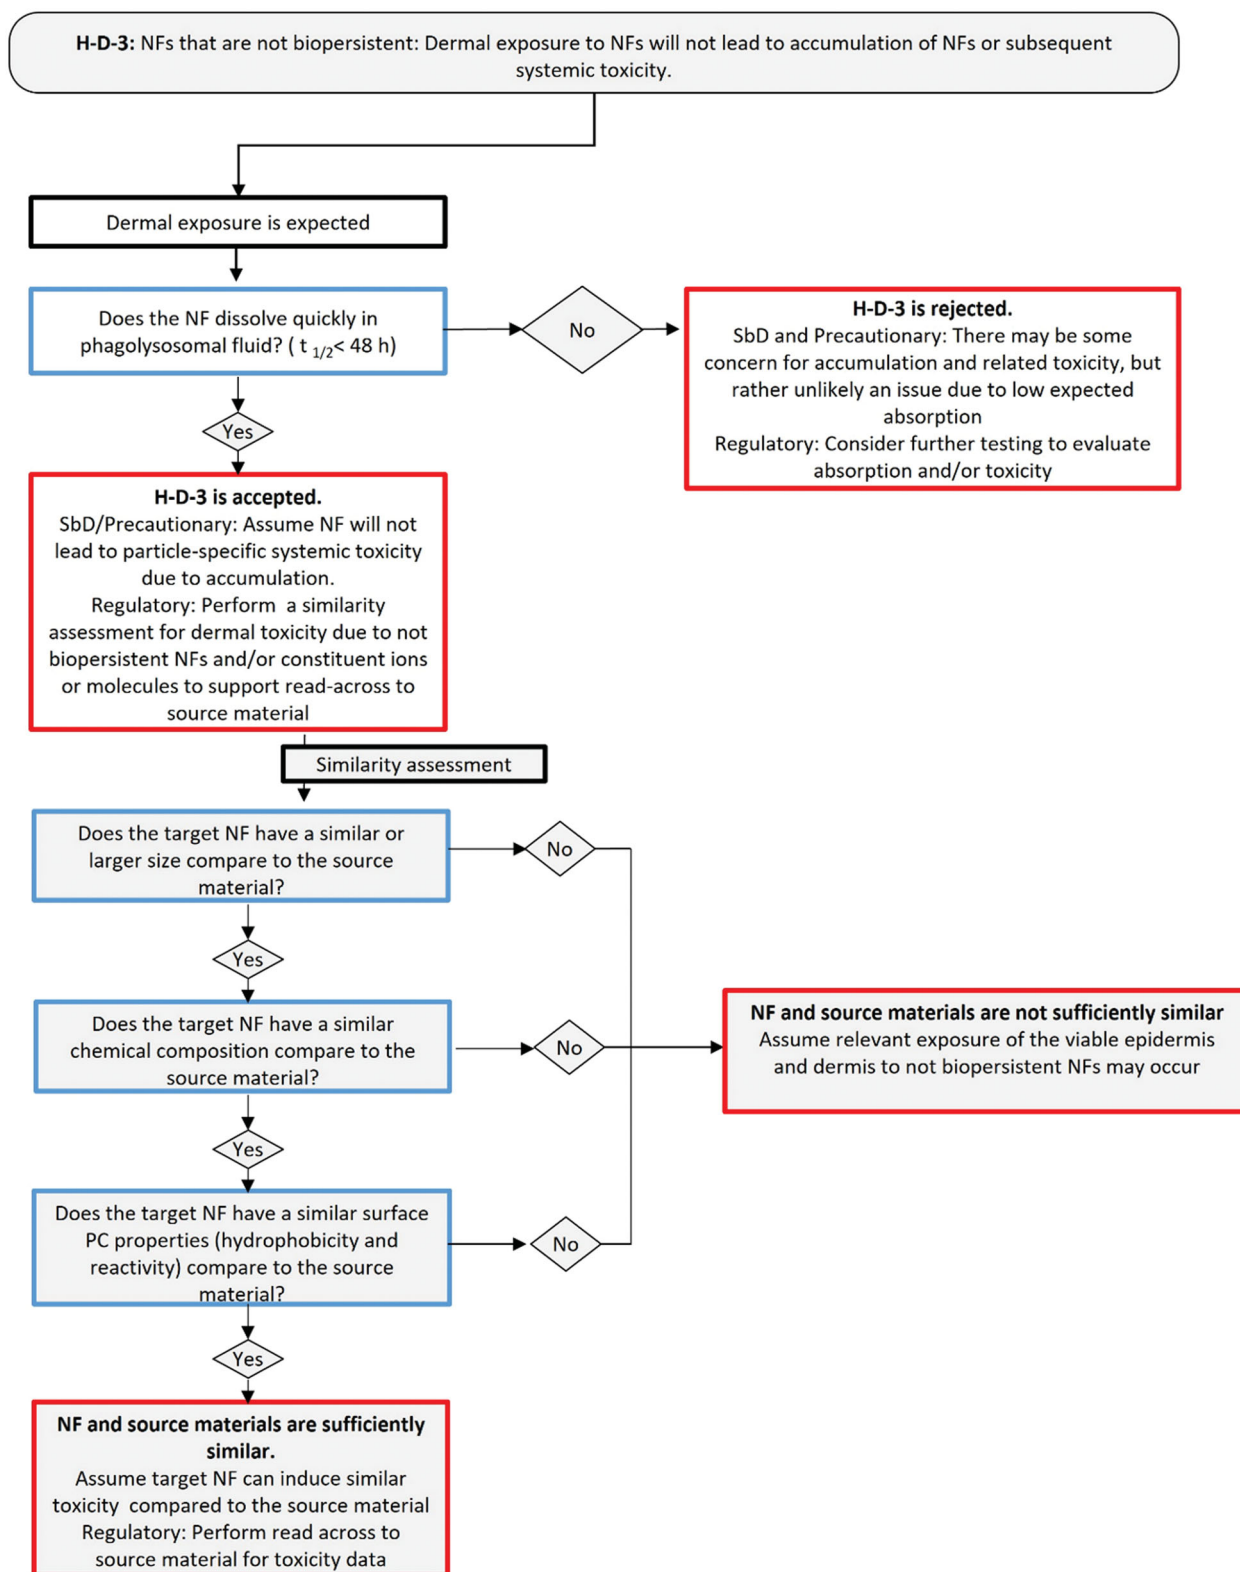 H-D-3: NFs that are not biopersistent: Dermal exposure to NFs will not lead to accumulation of NFs or subsequent
systemic toxicity.
Dermal exposure is expected
Does the NF dissolve quickly in
phagolysosomal fluid? ( t 1/2< 48 h)
No
H-D-3 is rejected.
SbD and Precautionary: There may be some
concern for accumulation and related toxicity, but
rather unlikely an issue due to low expected
absorption
Regulatory: Consider further testing to evaluate
absorption and/or toxicity
Yes
H-D-3 is accepted.
SbD/Precautionary: Assume NF will not
lead to particle-specific systemic toxicity
due to accumulation.
Regulatory: Perform a similarity
assessment for dermal toxicity due to not
biopersistent NFs and/or constituent ions
or molecules to support read-across to
source material
Similarity assessment
Does the target NF have a similar or
larger size compare to the source
material?
No
Yes
Does the target NF have a similar
chemical composition compare to the
source material?
No
NF and source materials are not sufficiently similar
Assume relevant exposure of the viable epidermis
and dermis to not biopersistent NFs may occur
Yes
Does the target NF have a similar surface
PC properties (hydrophobicity and
reactivity) compare to the source
material?
No
Yes
NF and source materials are sufficiently
similar.
Assume target NF can induce similar
toxicity compared to the source material
Regulatory: Perform read across to
source material for toxicity data